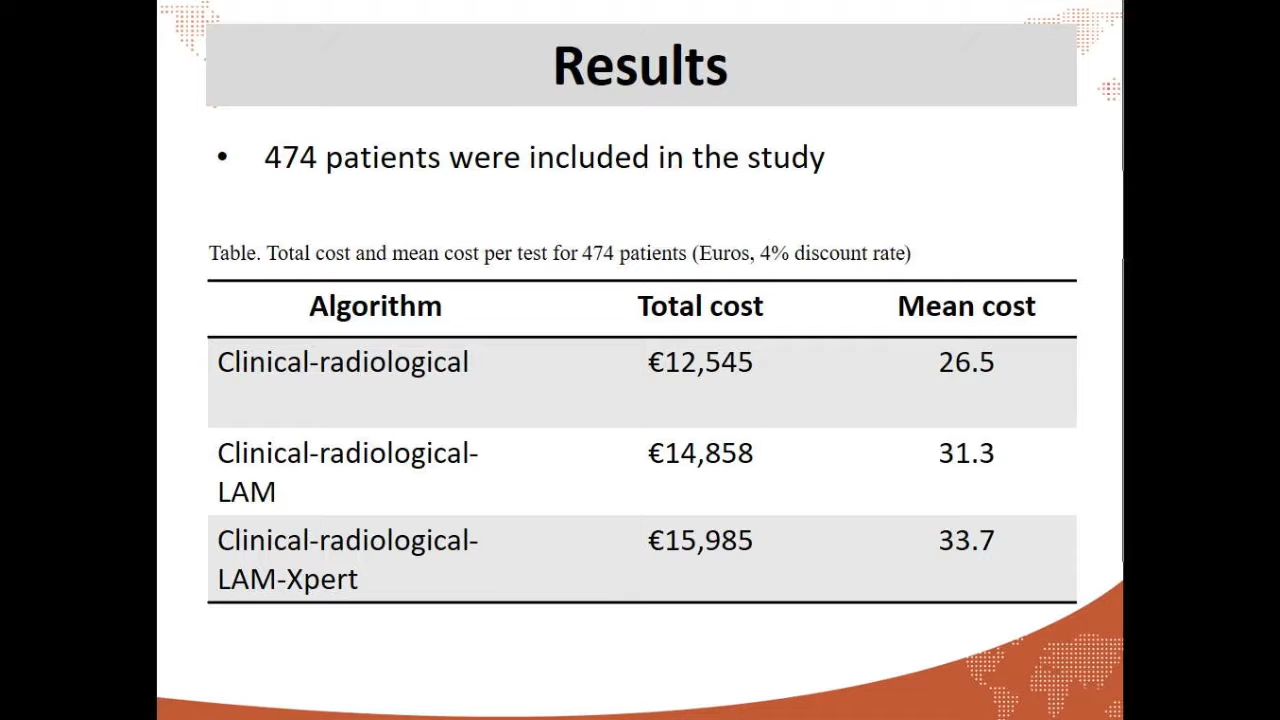 Results
• 474 patients were included in the study
Table. Total cost and mean cost per test for 474 patients (Euros, 4% discount rate)
Algorithm Total cost Mean cost
Clinical-radiological €12,545 26.5
Clinical-radiological- €14,858 31.3
LAM
Clinical-radiological- €15,985 33.7
LAM-Xpert